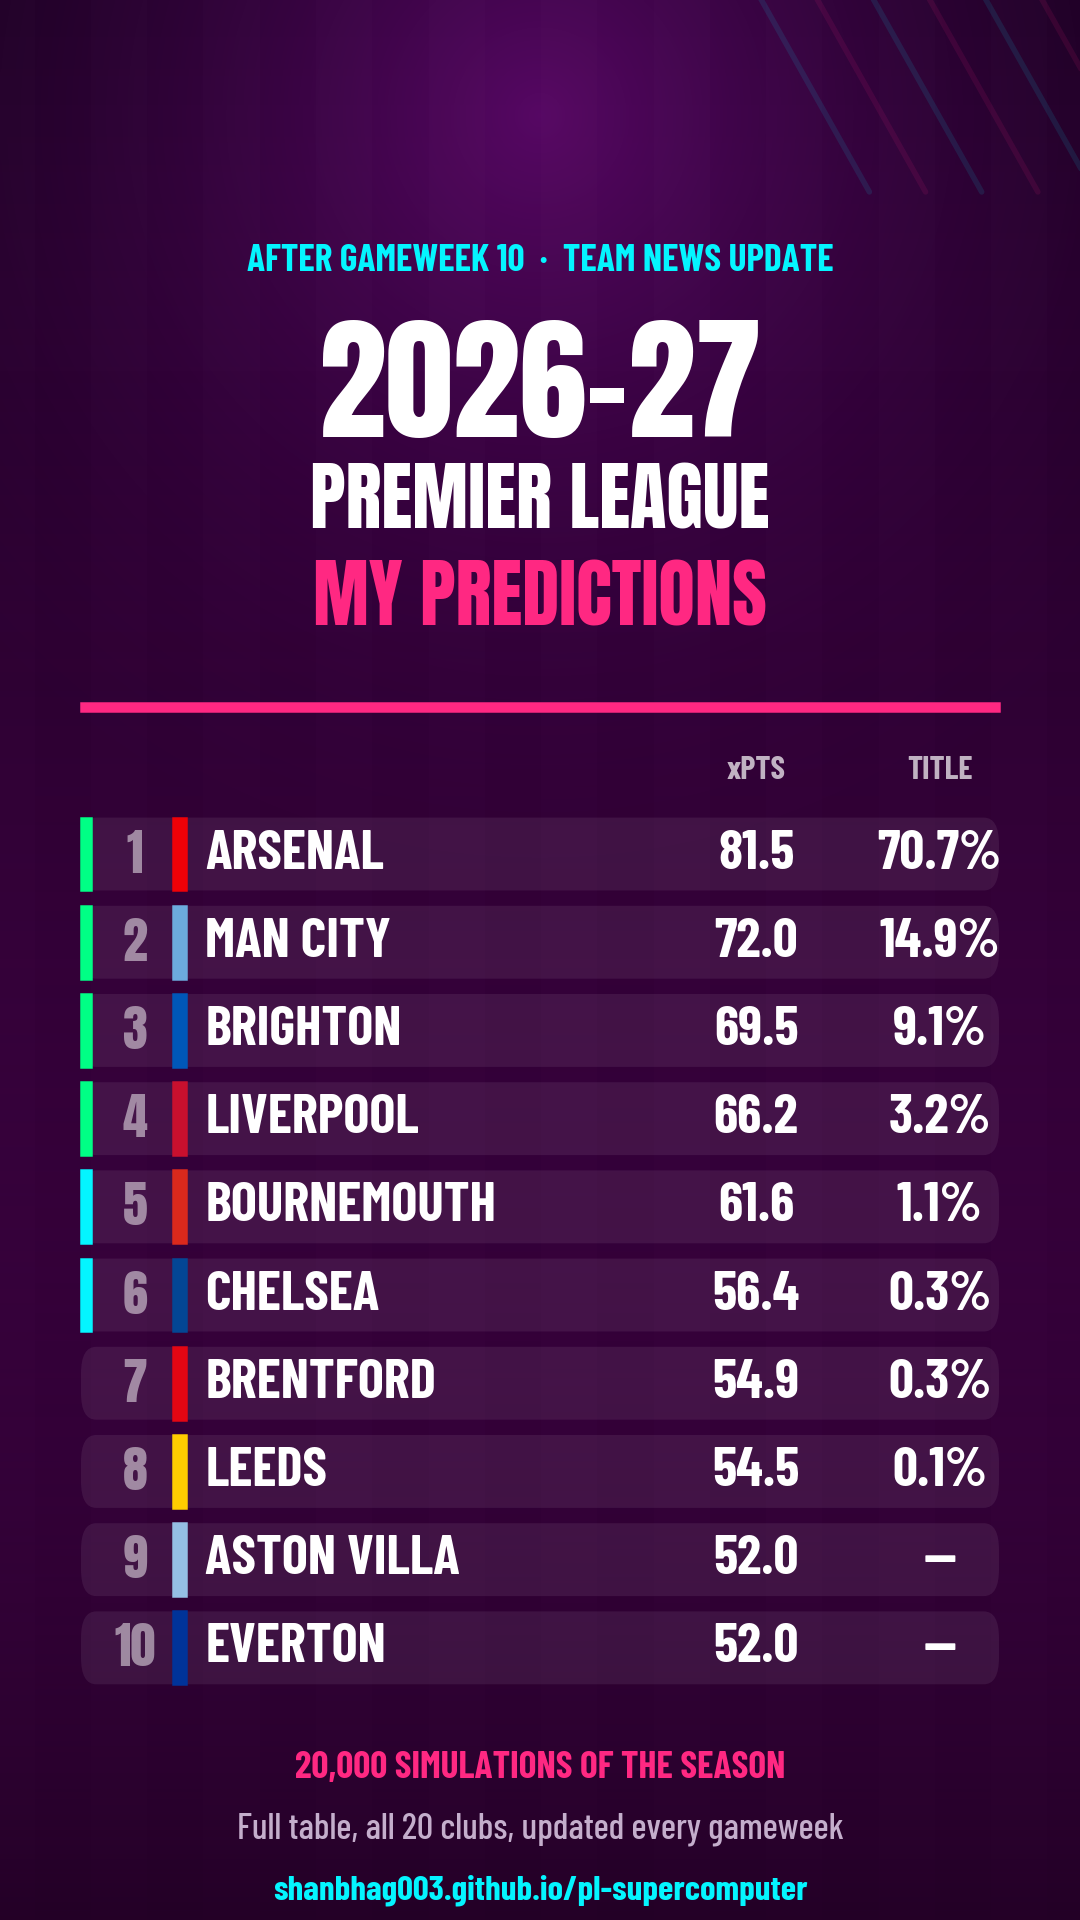 AFTER GAMEWEEK 10 · TEAM NEWS UPDATE
2026-27
PREMIER LEAGUE
MY PREDICTIONS
xPTS TITLE
1 ARSENAL 81.5 70.7%
2 MAN CITY 72.0 14.9%
3 BRIGHTON 69.5 9.1%
4 LIVERPOOL 66.2 3.2%
5 BOURNEMOUTH 61.6 1.1%
6 CHELSEA 56.4 0.3%
7 BRENTFORD 54.9 0.3%
8 LEEDS 54.5 0.1%
9 ASTON VILLA 52.0 –
10 EVERTON 52.0 –
20,000 SIMULATIONS OF THE SEASON
Full table, all 20 clubs, updated every gameweek
shanbhag003.github.io/pl-supercomputer